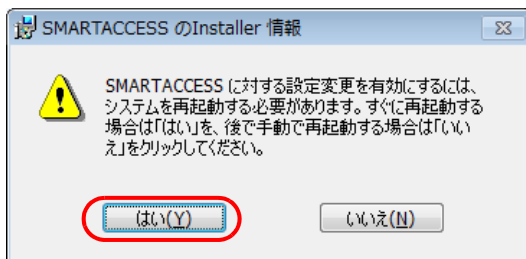 SMARTACCESS のInstaller 情報
SMARTACCESS に対する設定変更を有効にするには、
システムを再起動する必要があります。すぐに再起動する
場合は「はい」を、後で手動で再起動する場合は「いい
え」をクリックしてください。
はい(Y) いいえ(N)